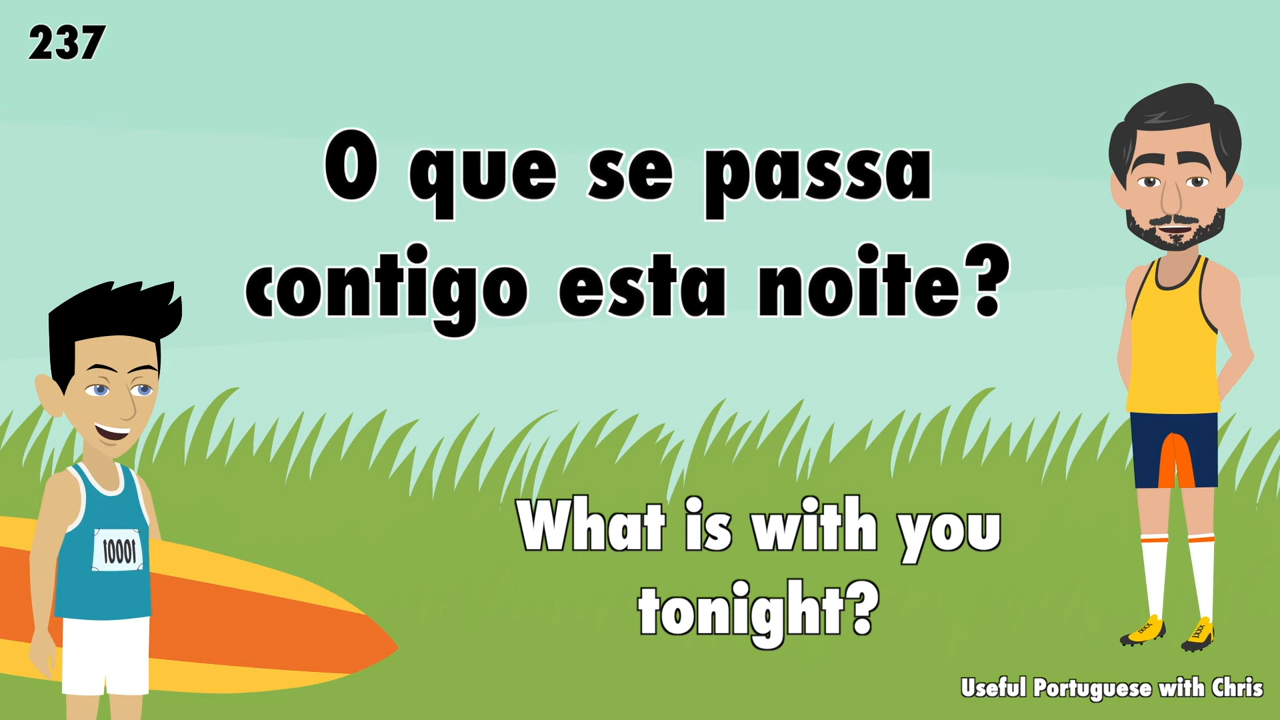 237
O que se passa
contigo esta noite?
10001
What is with you
tonight?
Useful Portuguese with Chris